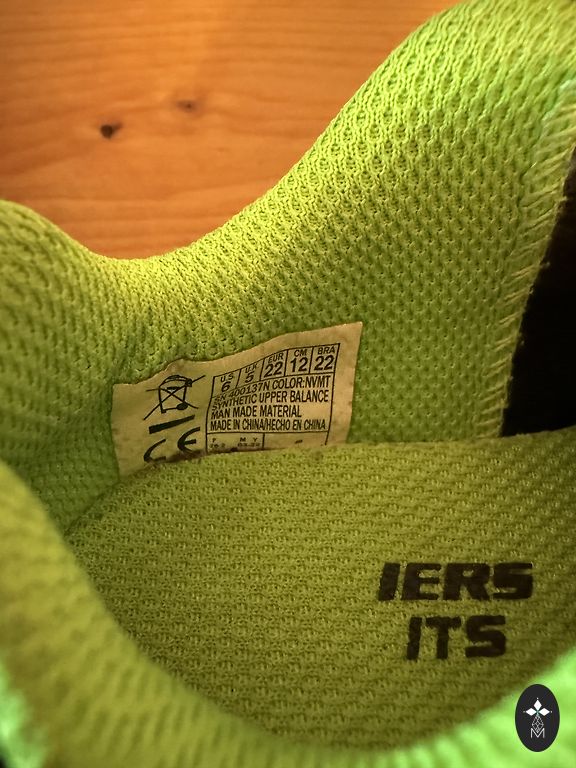 US UK EUR CM BRA
6 5 22 12 22
SN 400137N COLOR:NVMT
SYNTHETIC UPPER BALANCE
MAN MADE MATERIAL
MADE IN CHINA/HECHO EN CHINA
CE
F M Y
IERS
ITS
M